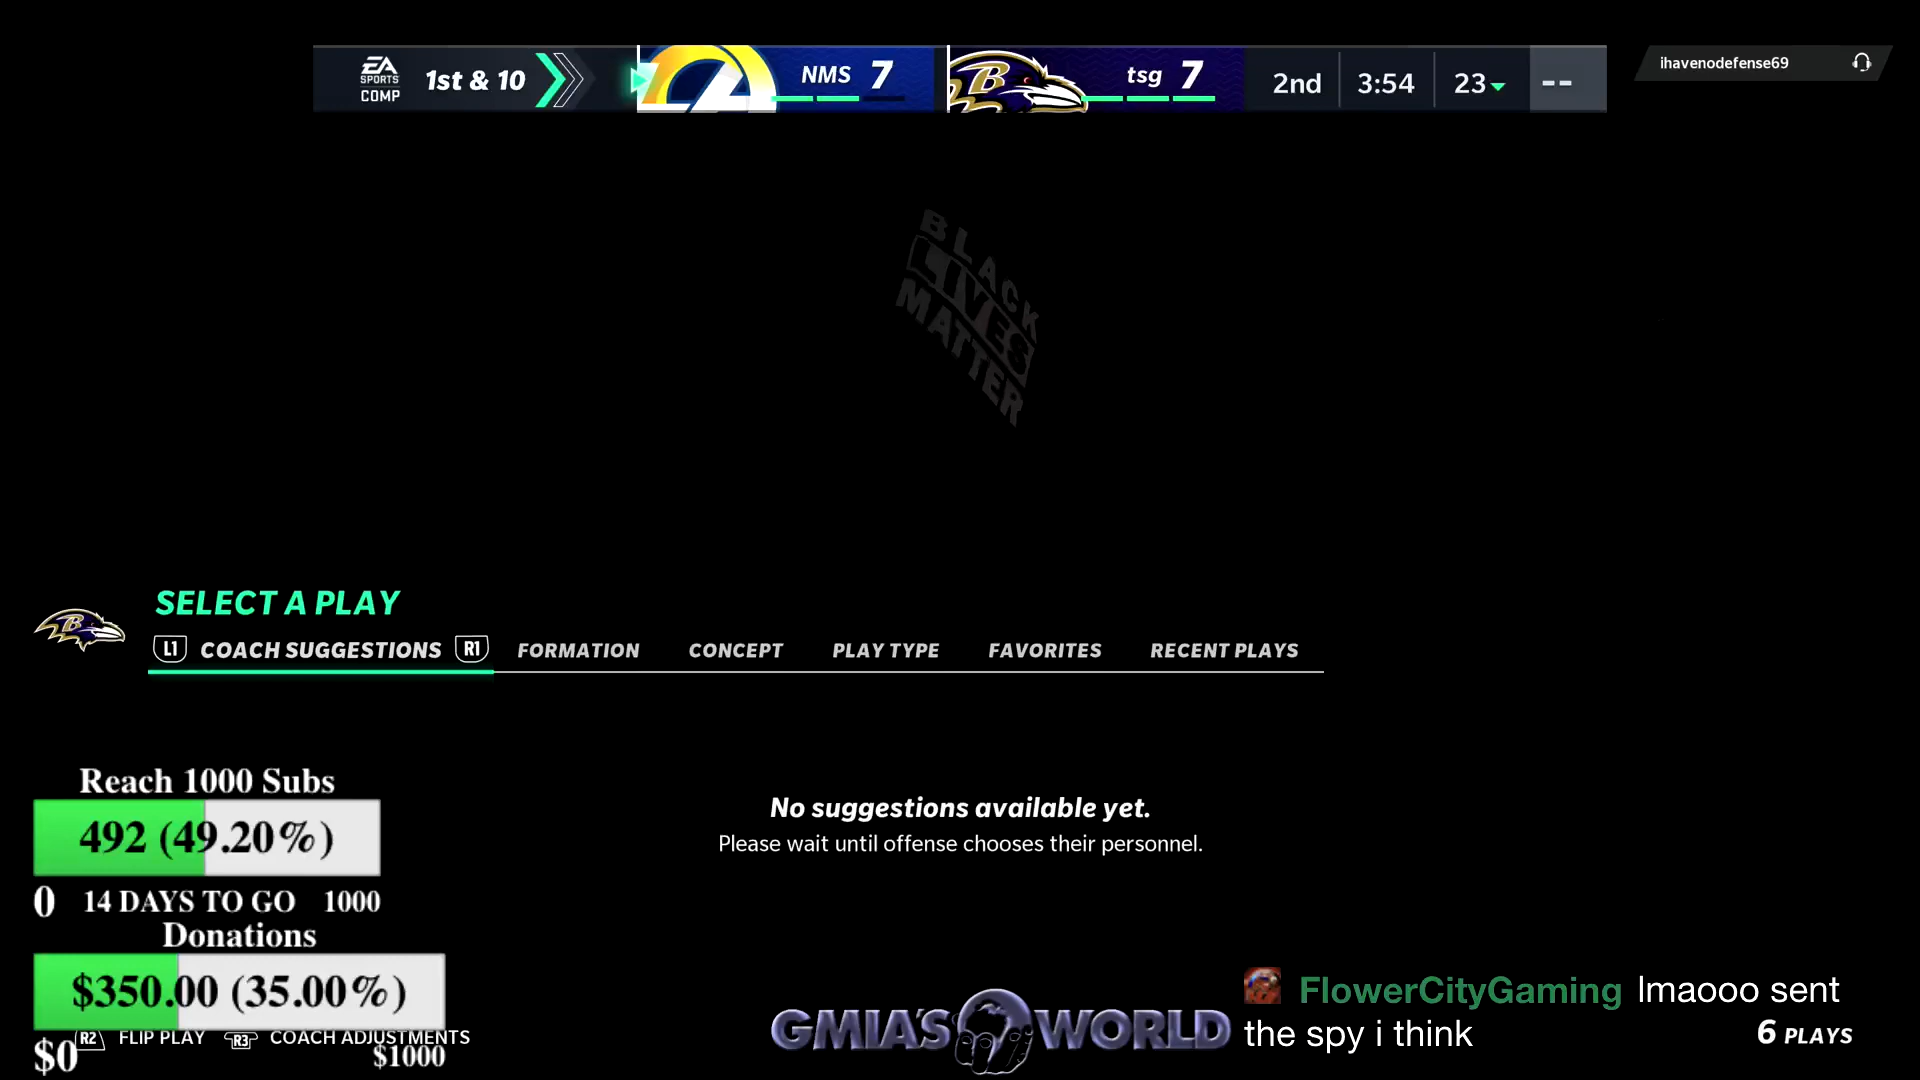 EA
SPORTS
COMP
1st & 10
NMS 7
tsg 7
2nd
3:54
23
--
ihavenodefense69
BLACK
LIVES
MATTER
SELECT A PLAY
L1 COACH SUGGESTIONS R1 FORMATION CONCEPT PLAY TYPE FAVORITES RECENT PLAYS
Reach 1000 Subs
492 (49.20%)
0 14 DAYS TO GO 1000
Donations
$350.00 (35.00%)
R2 FLIP PLAY R3 COACH ADJUSTMENTS
$0 $1000
No suggestions available yet.
Please wait until offense chooses their personnel.
GMIA'S WORLD
FlowerCityGaming lmaooo sent
the spy i think
6 PLAYS